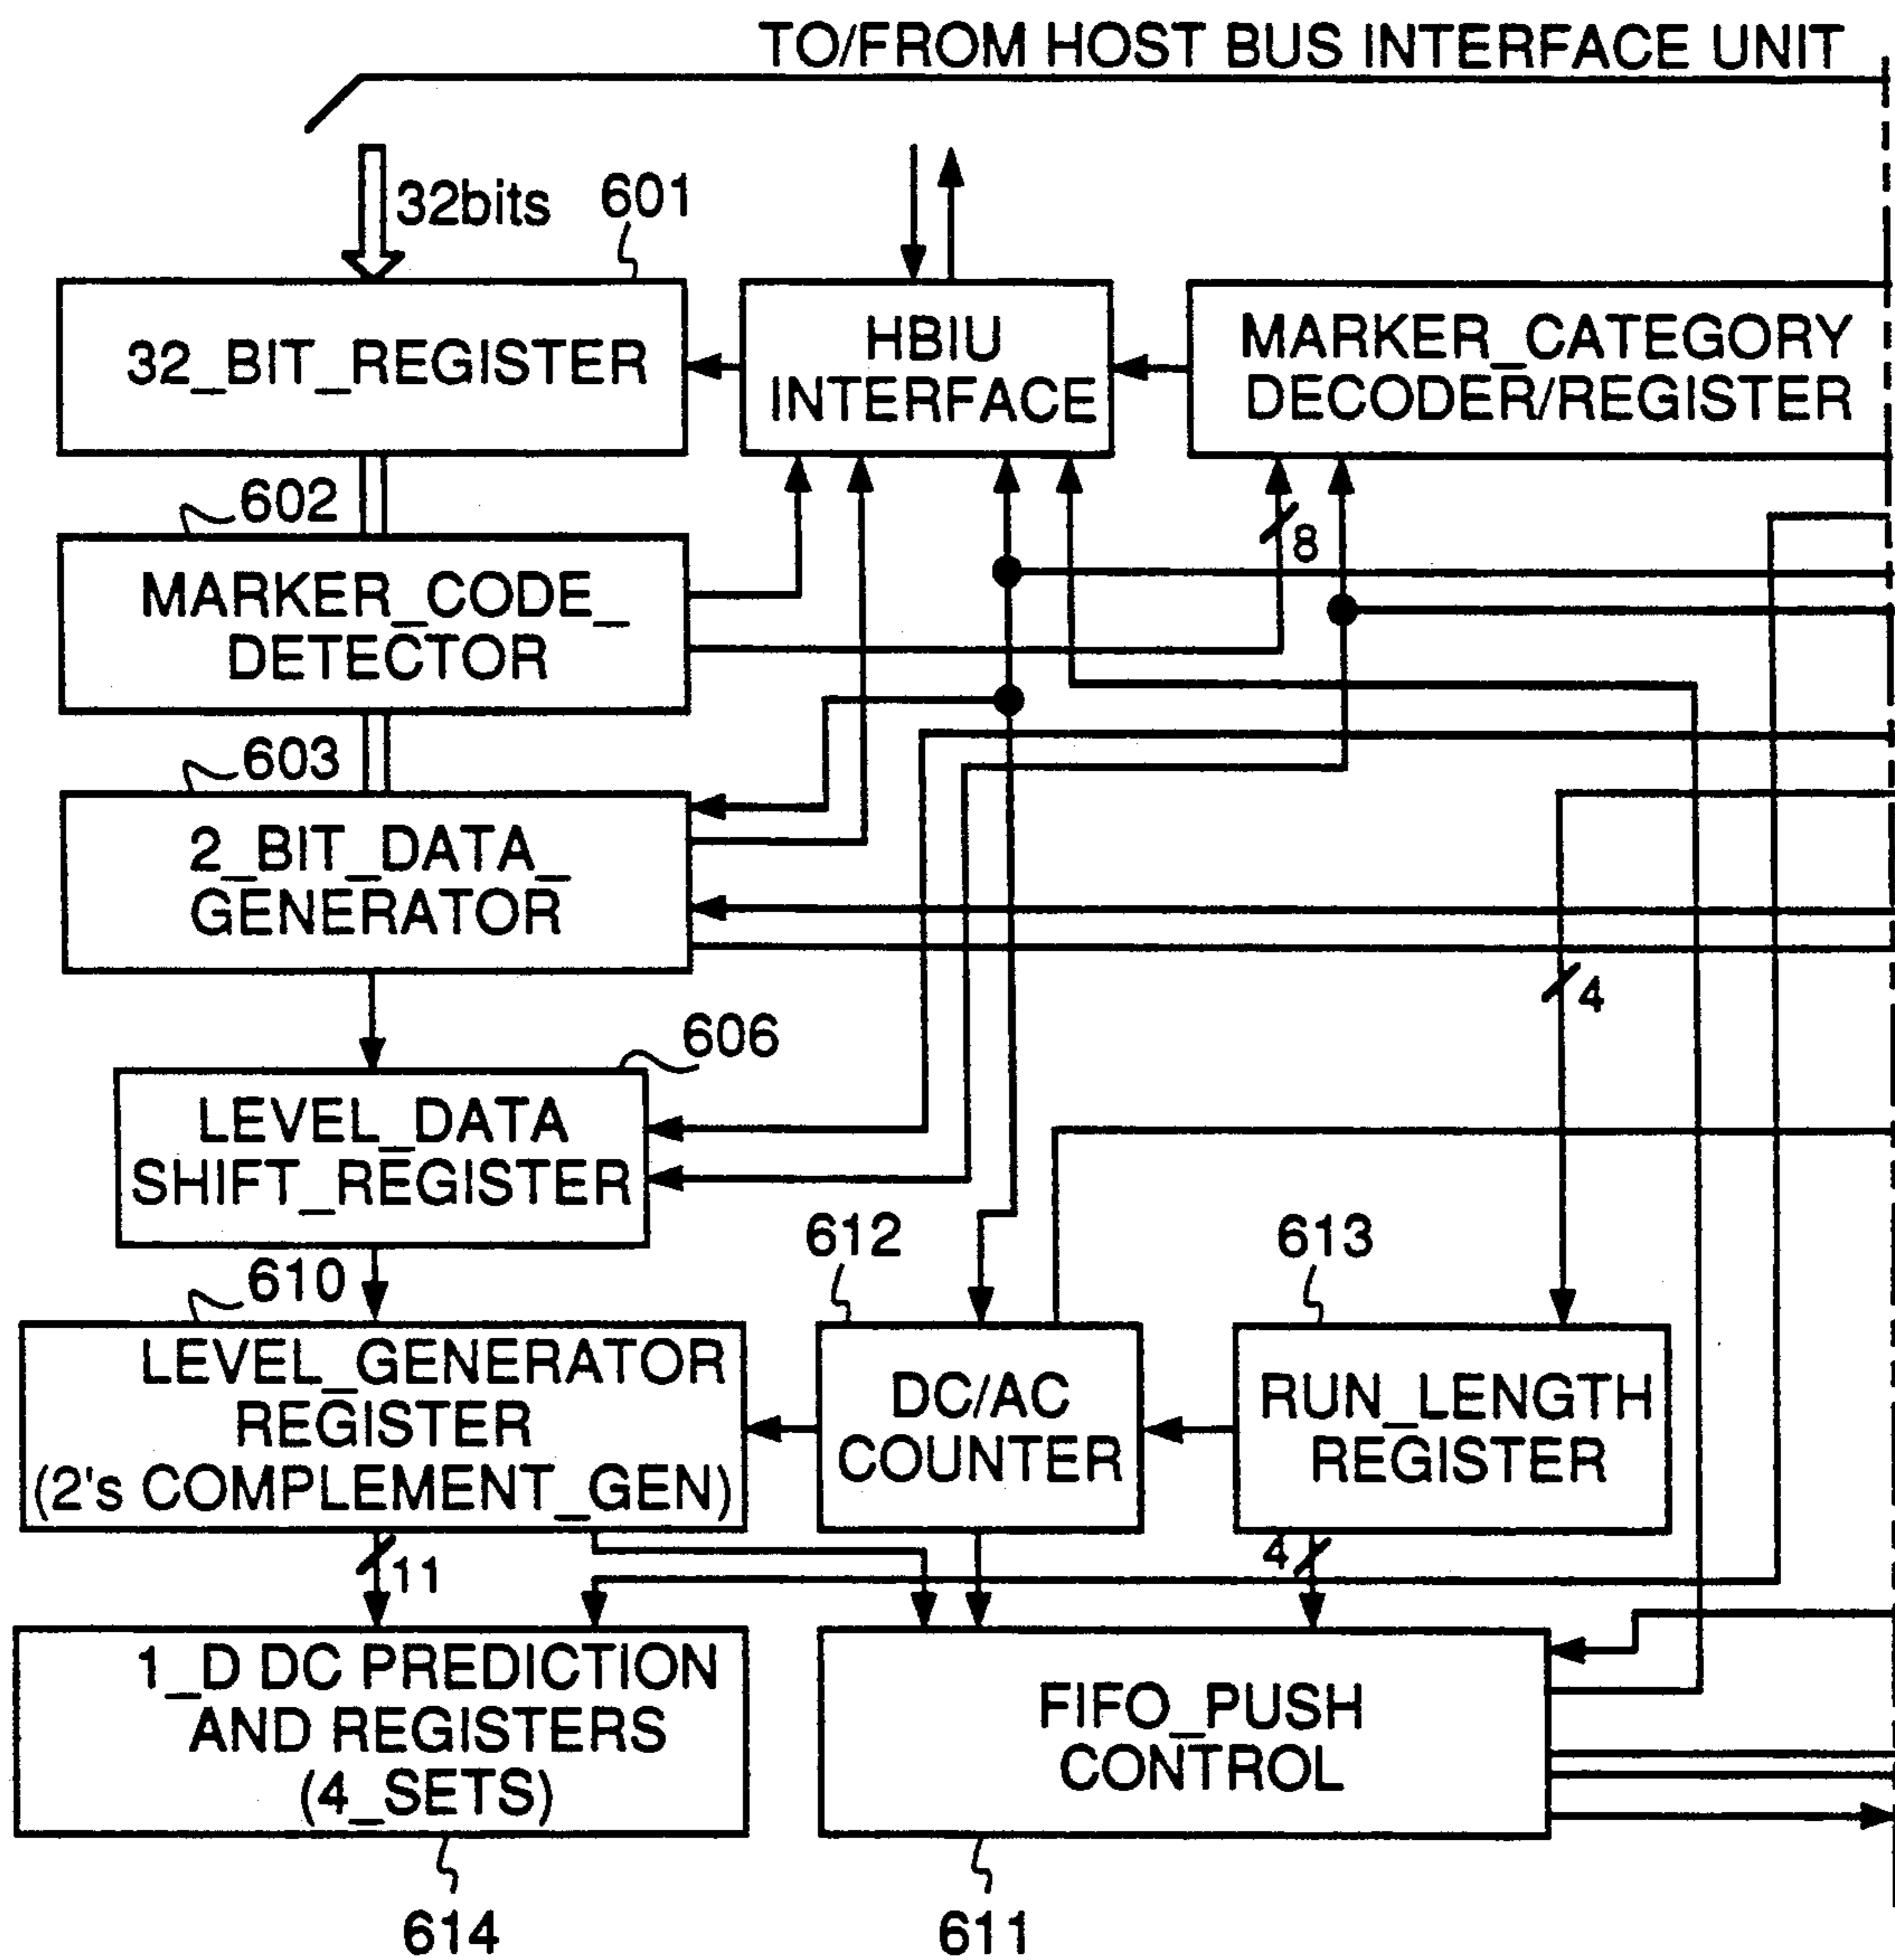 TO/FROM HOST BUS INTERFACE UNIT
32bits
601
32_BIT_REGISTER
HBIU
INTERFACE
MARKER_CATEGORY
DECODER/REGISTER
602
8
MARKER_CODE_
DETECTOR
603
2_BIT_DATA_
GENERATOR
4
606
LEVEL_DATA
SHIFT_REGISTER
610
612
613
LEVEL_GENERATOR
REGISTER
(2's COMPLEMENT_GEN)
DC/AC
COUNTER
RUN_LENGTH
REGISTER
11
4
1_D DC PREDICTION
AND REGISTERS
(4_SETS)
FIFO_PUSH
CONTROL
614
611